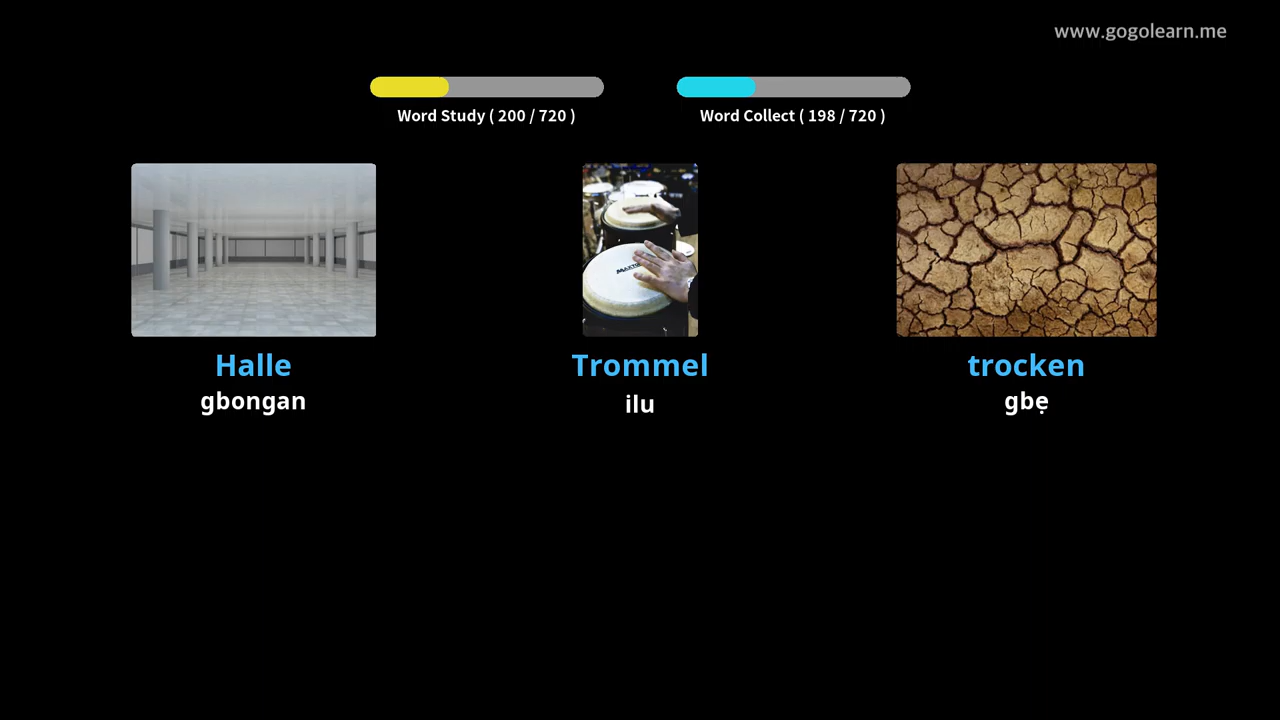 www.gogolearn.me
Word Study ( 200 / 720 )
Word Collect ( 198 / 720 )
Halle
gbongan
Trommel
ilu
trocken
gbẹ